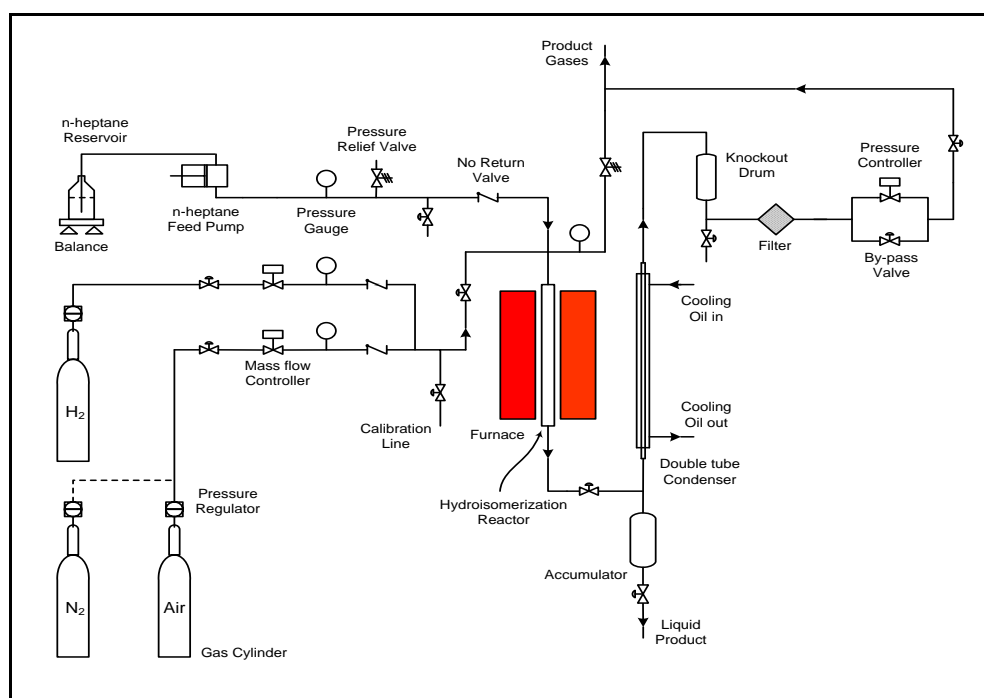 Product
Gases
n-heptane
Reservoir
Pressure
Relief Valve
No Return
Valve
Knockout
Drum
Pressure
Controller
n-heptane
Feed Pump
Pressure
Gauge
Balance
Filter
By-pass
Valve
Cooling
Oil in
Mass flow
Controller
H2
Calibration
Line
Furnace
Cooling
Oil out
Double tube
Condenser
Pressure
Regulator
Hydroisomerization
Reactor
Accumulator
N2
Air
Liquid
Product
Gas Cylinder